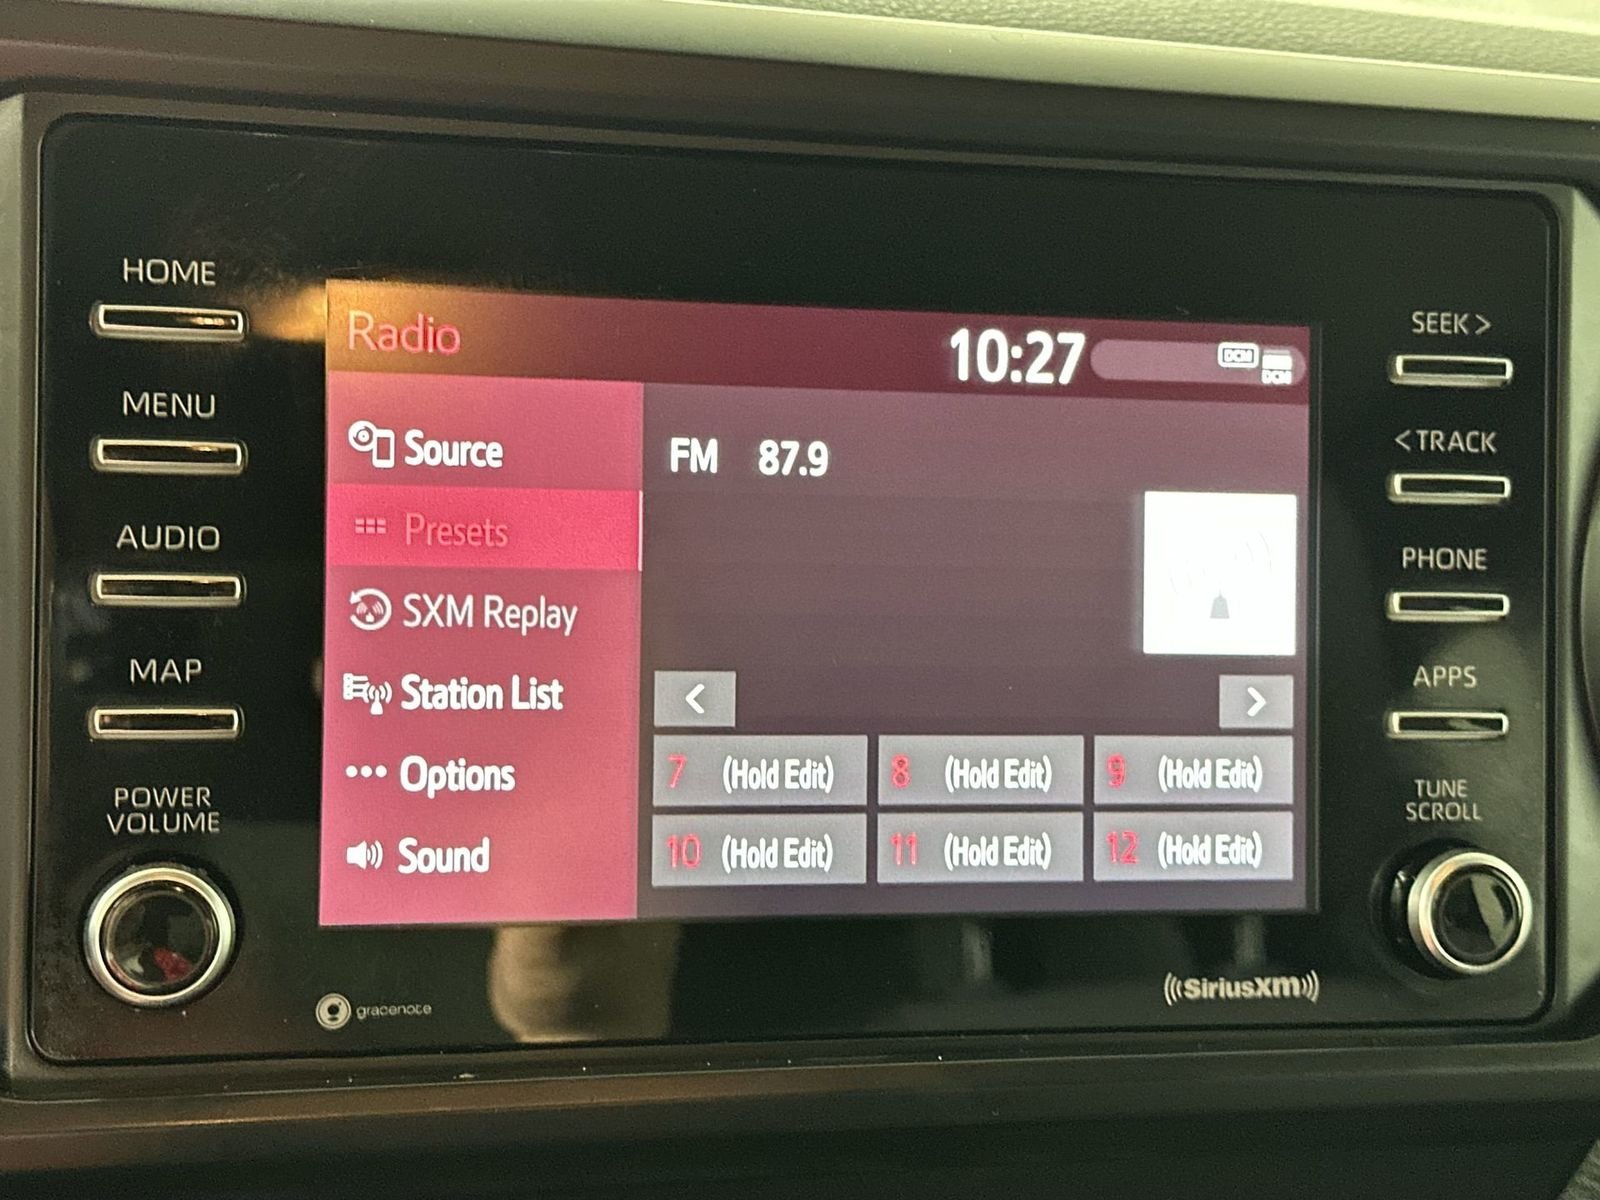 HOME
MENU
AUDIO
MAP
POWER
VOLUME
Radio
10:27
DCM
DCM
Source
Presets
SXM Replay
Station List
Options
Sound
FM 87.9
<
>
7 (Hold Edit)
8 (Hold Edit)
9 (Hold Edit)
10 (Hold Edit)
11 (Hold Edit)
12 (Hold Edit)
SEEK >
< TRACK
PHONE
APPS
TUNE
SCROLL
gracenote
((SiriusXM))